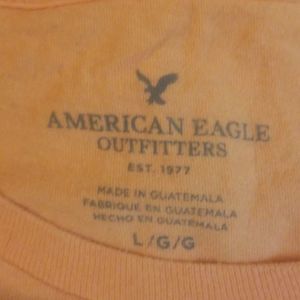 AMERICAN EAGLE
OUTFITTERS
EST. 1977
MADE IN GUATEMALA
FABRIQUE EN GUATEMALA
HECHO EN GUATEMALA
L/G/G